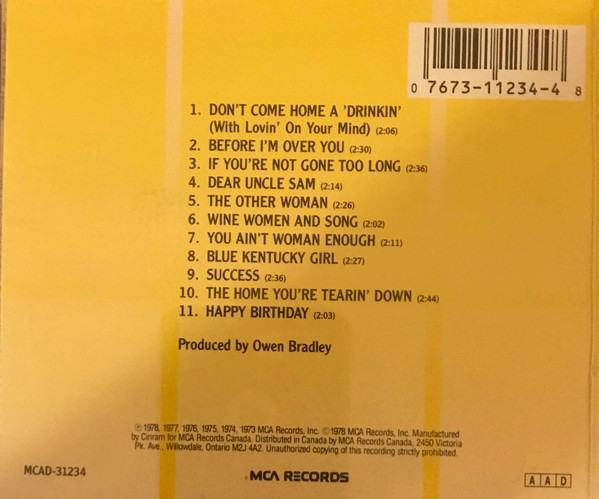 0 7673-11234-4 8
1. DON'T COME HOME A 'DRINKIN'
(With Lovin' On Your Mind) (2:06)
2. BEFORE I'M OVER YOU (2:30)
3. IF YOU'RE NOT GONE TOO LONG (2:36)
4. DEAR UNCLE SAM (2:14)
5. THE OTHER WOMAN (2:26)
6. WINE WOMEN AND SONG (2:02)
7. YOU AIN'T WOMAN ENOUGH (2:11)
8. BLUE KENTUCKY GIRL (2:27)
9. SUCCESS (2:36)
10. THE HOME YOU'RE TEARIN' DOWN (2:44)
11. HAPPY BIRTHDAY (2:03)
Produced by Owen Bradley
℗ 1978, 1977, 1976, 1975, 1974, 1973 MCA Records, Inc. © 1978 MCA Records, Inc. Manufactured
by Cinram for MCA Records Canada. Distributed in Canada by MCA Records Canada, 2450 Victoria
Pk. Ave., Willowdale, Ontario M2J 4A2. Unauthorized copying of this recording strictly prohibited.
MCAD-31234
MCA RECORDS
A A D